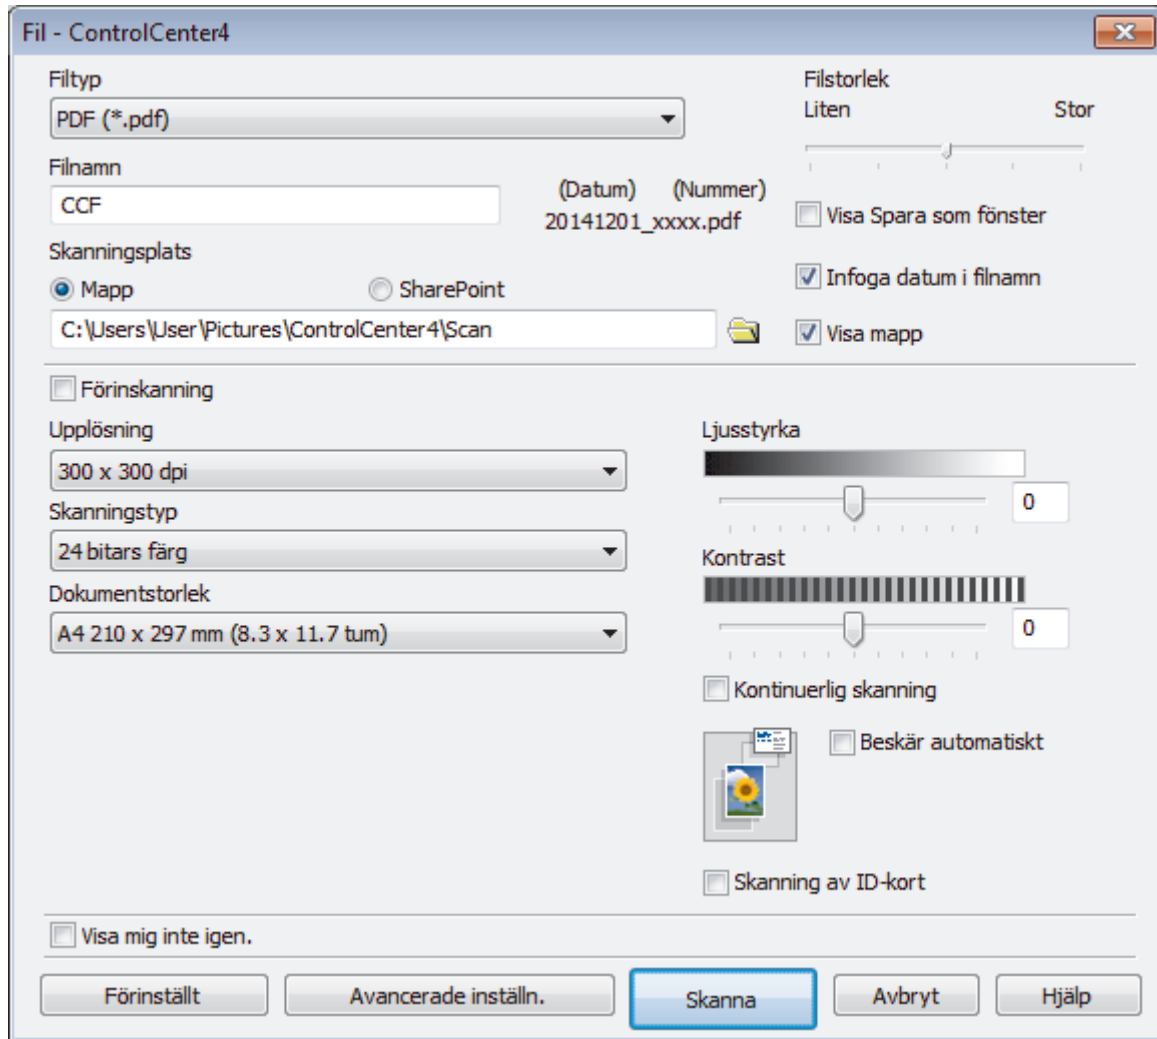 Fil - ControlCenter4
Filtyp
PDF (*.pdf)
Filstorlek
Liten Stor
Filnamn
CCF
(Datum) (Nummer)
20141201_xxxx.pdf
Visa Spara som fönster
Skanningsplats
Mapp SharePoint
Infoga datum i filnamn
C:\Users\User\Pictures\ControlCenter4\Scan
Visa mapp
Förinskanning
Upplösning
300 x 300 dpi
Skanningstyp
24 bitars färg
Dokumentstorlek
A4 210 x 297 mm (8.3 x 11.7 tum)
Ljusstyrka
0
Kontrast
0
Kontinuerlig skanning
Beskär automatiskt
Skanning av ID-kort
Visa mig inte igen.
Förinställt Avancerade inställn. Skanna Avbryt Hjälp